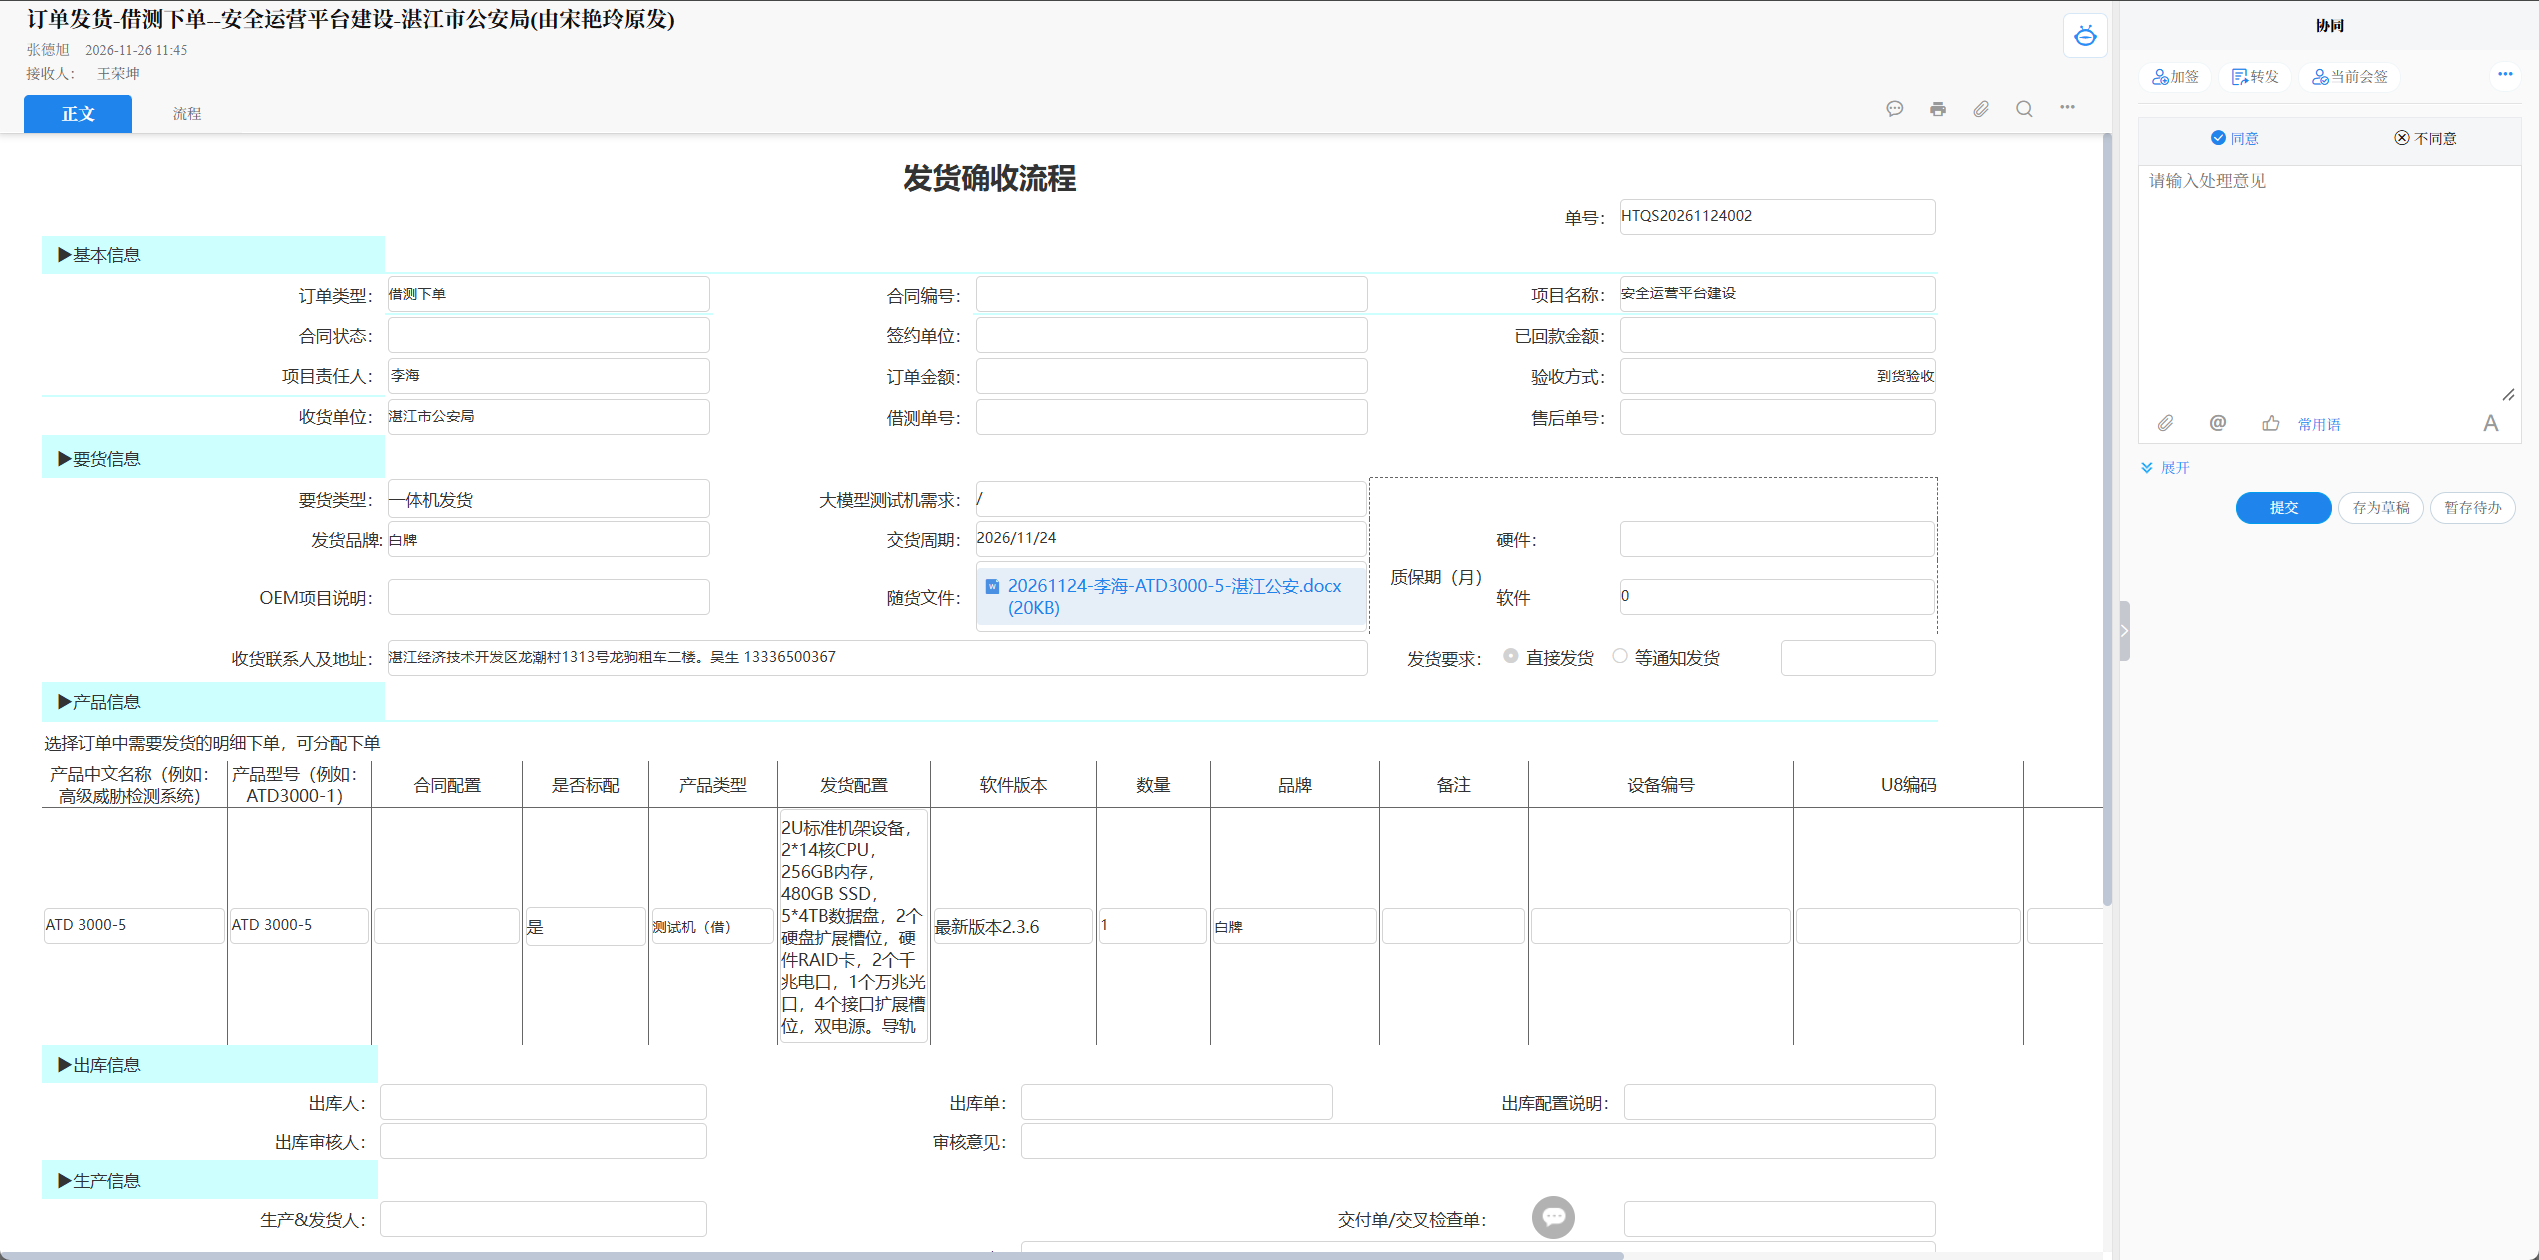 订单发货-借测下单--安全运营平台建设-湛江市公安局(由宋艳玲原发)
张德旭 2026-11-26 11:45
接收人： 王荣坤
正文 流程
发货确收流程
单号： HTQS20261124002
▶基本信息
订单类型： 借测下单 合同编号： 项目名称： 安全运营平台建设
合同状态： 签约单位： 已回款金额：
项目责任人： 李海 订单金额： 验收方式： 到货验收
收货单位： 湛江市公安局 借测单号： 售后单号：
▶要货信息
要货类型： 一体机发货 大模型测试机需求： /
发货品牌: 白牌 交货周期： 2026/11/24 硬件：
质保期（月）
OEM项目说明： 随货文件： 20261124-李海-ATD3000-5-湛江公安.docx
(20KB)
软件 0
收货联系人及地址： 湛江经济技术开发区龙潮村1313号龙驹租车二楼。吴生 13336500367 发货要求： 直接发货 等通知发货
▶产品信息
选择订单中需要发货的明细下单，可分配下单
产品中文名称（例如：高级威胁检测系统） 产品型号（例如：ATD3000-1） 合同配置 是否标配 产品类型 发货配置 软件版本 数量 品牌 备注 设备编号 U8编码
ATD 3000-5 ATD 3000-5 是 测试机（借）
2U标准机架设备，
2*14核CPU，
256GB内存，
480GB SSD，
5*4TB数据盘，2个
硬盘扩展槽位，硬
件RAID卡，2个千
兆电口，1个万兆光
口，4个接口扩展槽
位，双电源。导轨
最新版本2.3.6 1 白牌
▶出库信息
出库人： 出库单： 出库配置说明：
出库审核人： 审核意见：
▶生产信息
生产&发货人： 交付单/交叉检查单：
协同
加签 转发 当前会签
同意 不同意
请输入处理意见
@ 常用语 A
展开
提交 存为草稿 暂存待办